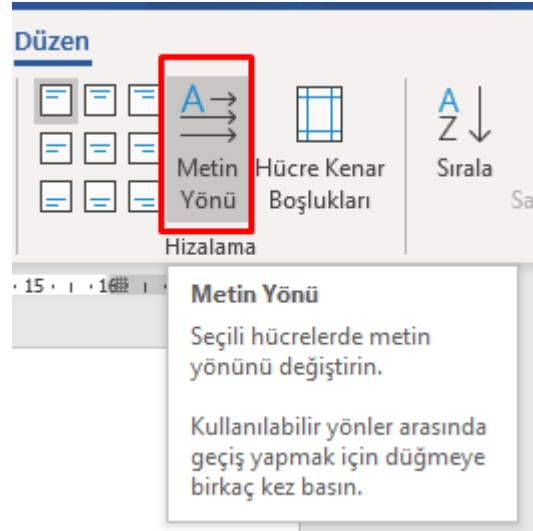 Düzen
A
Metin
Yönü
Hücre Kenar
Boşlukları
A
Z
Sırala
Sa
Hizalama
· 15 · ı · 16 ı ·
Metin Yönü
Seçili hücrelerde metin
yönünü değiştirin.
Kullanılabilir yönler arasında
geçiş yapmak için düğmeye
birkaç kez basın.